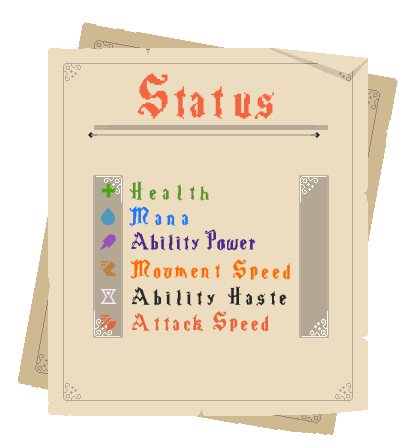 Status
Health
Mana
Ability Power
Movment Speed
Ability Haste
Attack Speed